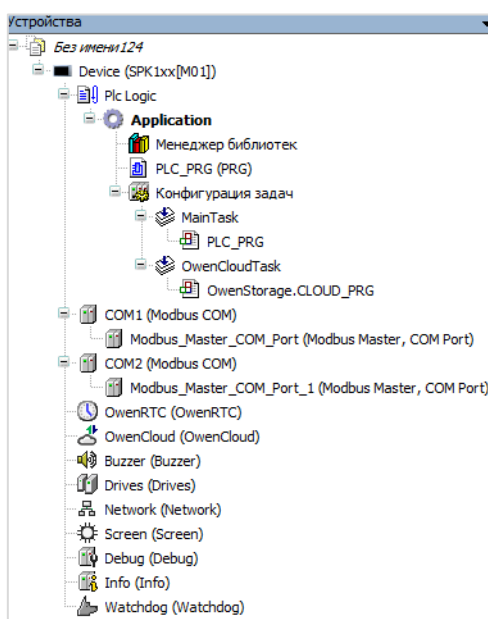 Устройства
Без имени124
Device (SPK1xx[M01])
Plc Logic
Application
Менеджер библиотек
PLC_PRG (PRG)
Конфигурация задач
MainTask
PLC_PRG
OwenCloudTask
OwenStorage.CLOUD_PRG
COM1 (Modbus COM)
Modbus_Master_COM_Port (Modbus Master, COM Port)
COM2 (Modbus COM)
Modbus_Master_COM_Port_1 (Modbus Master, COM Port)
OwenRTC (OwenRTC)
OwenCloud (OwenCloud)
Buzzer (Buzzer)
Drives (Drives)
Network (Network)
Screen (Screen)
Debug (Debug)
Info (Info)
Watchdog (Watchdog)